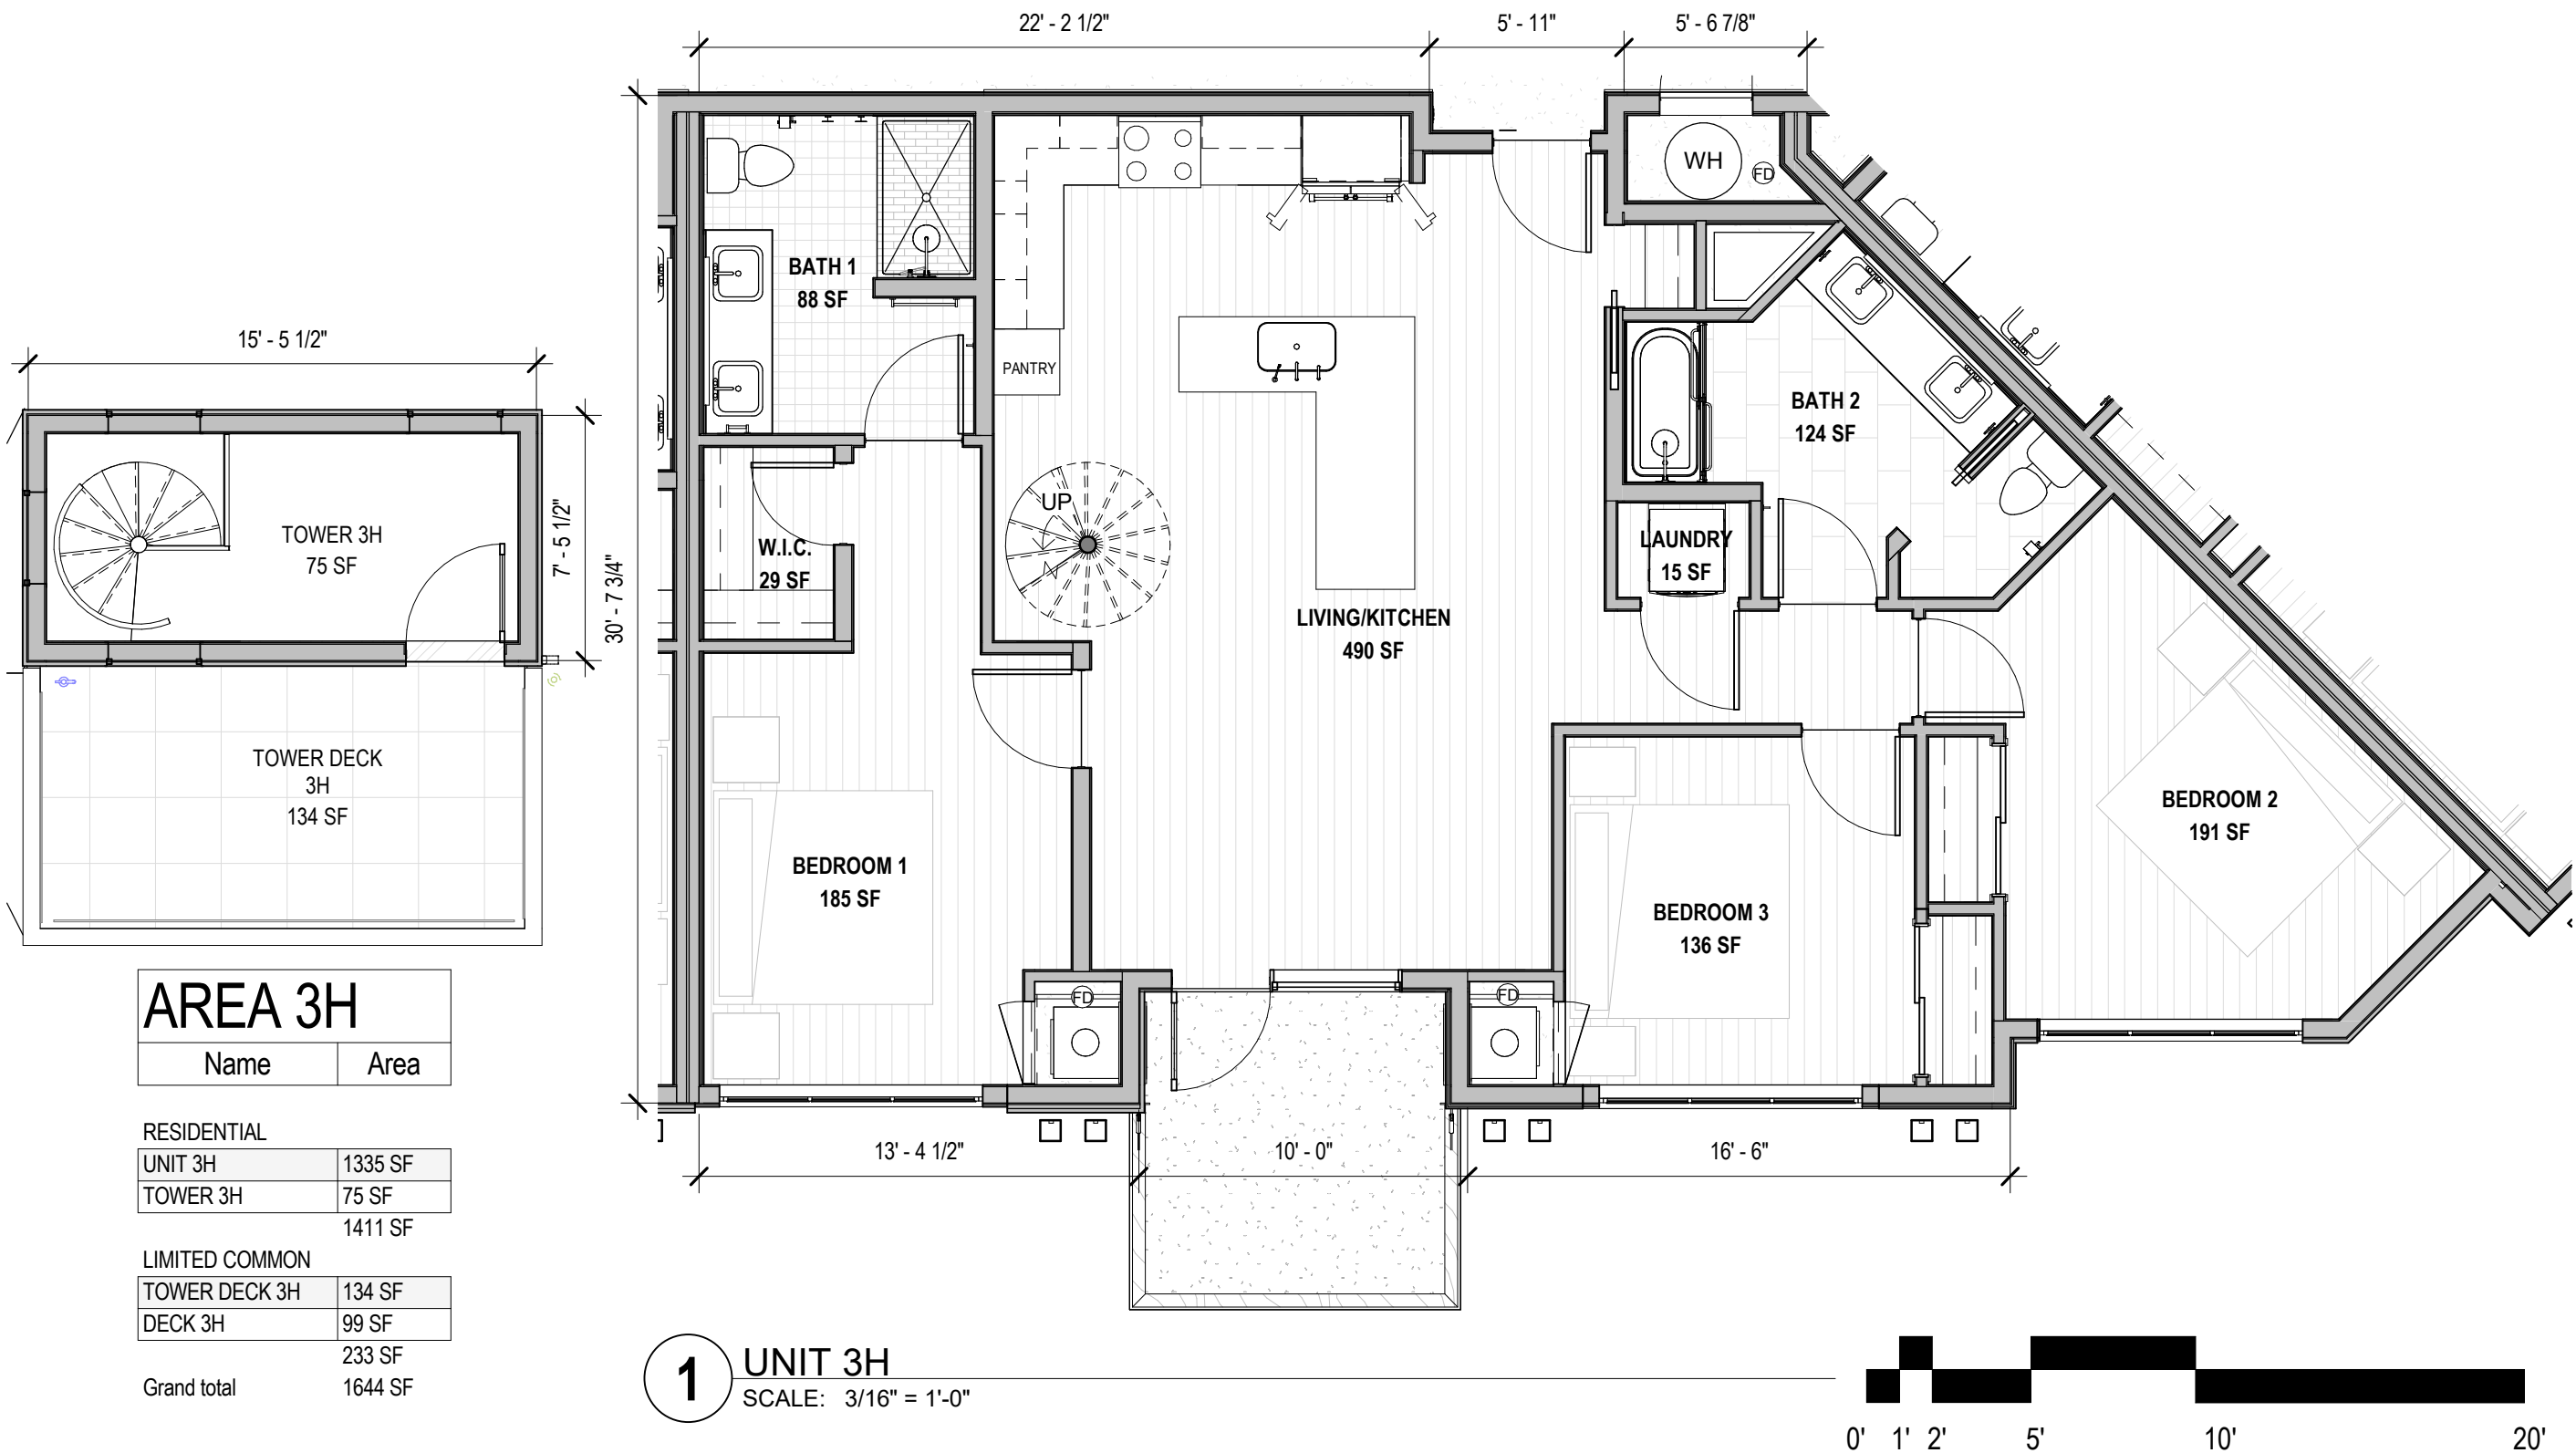 22' - 2 1/2"
5' - 11"
5' - 6 7/8"
15' - 5 1/2"
7' - 5 1/2"
30' - 7 3/4"
TOWER 3H
75 SF
TOWER DECK
3H
134 SF
BATH 1
88 SF
PANTRY
WH
FD
BATH 2
124 SF
UP
W.I.C.
29 SF
LAUNDRY
15 SF
LIVING/KITCHEN
490 SF
BEDROOM 1
185 SF
BEDROOM 2
191 SF
BEDROOM 3
136 SF
FD
FD
13' - 4 1/2"
10' - 0"
16' - 6"
AREA 3H
Name Area
RESIDENTIAL
UNIT 3H 1335 SF
TOWER 3H 75 SF
1411 SF
LIMITED COMMON
TOWER DECK 3H 134 SF
DECK 3H 99 SF
233 SF
Grand total 1644 SF
1
UNIT 3H
SCALE: 3/16" = 1'-0"
0' 1' 2' 5' 10' 20'